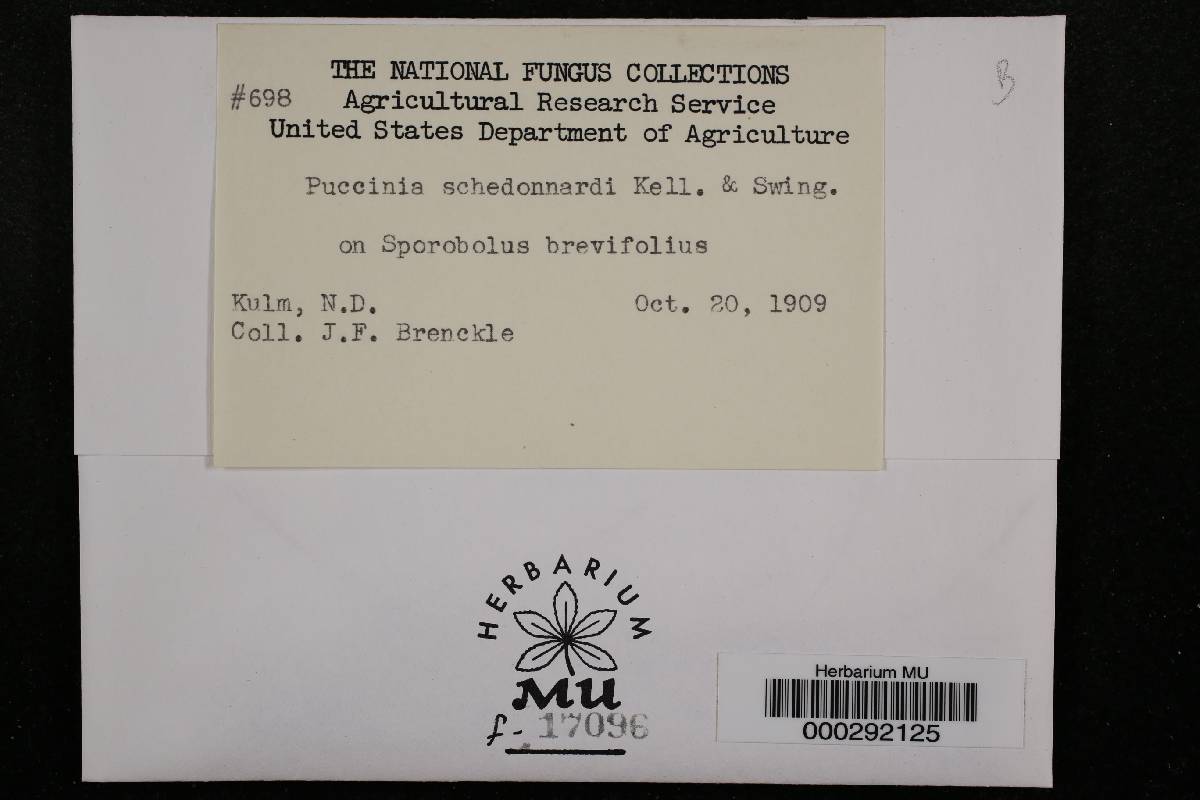 THE NATIONAL FUNGUS COLLECTIONS
#698 Agricultural Research Service
United States Department of Agriculture
Puccinia schedonnardi Kell. & Swing.
on Sporobolus brevifolius
Kulm, N.D. Oct. 20, 1909
Coll. J.F. Brenckle
B
HERBARIUM
MU
f-17096
Herbarium MU
000292125